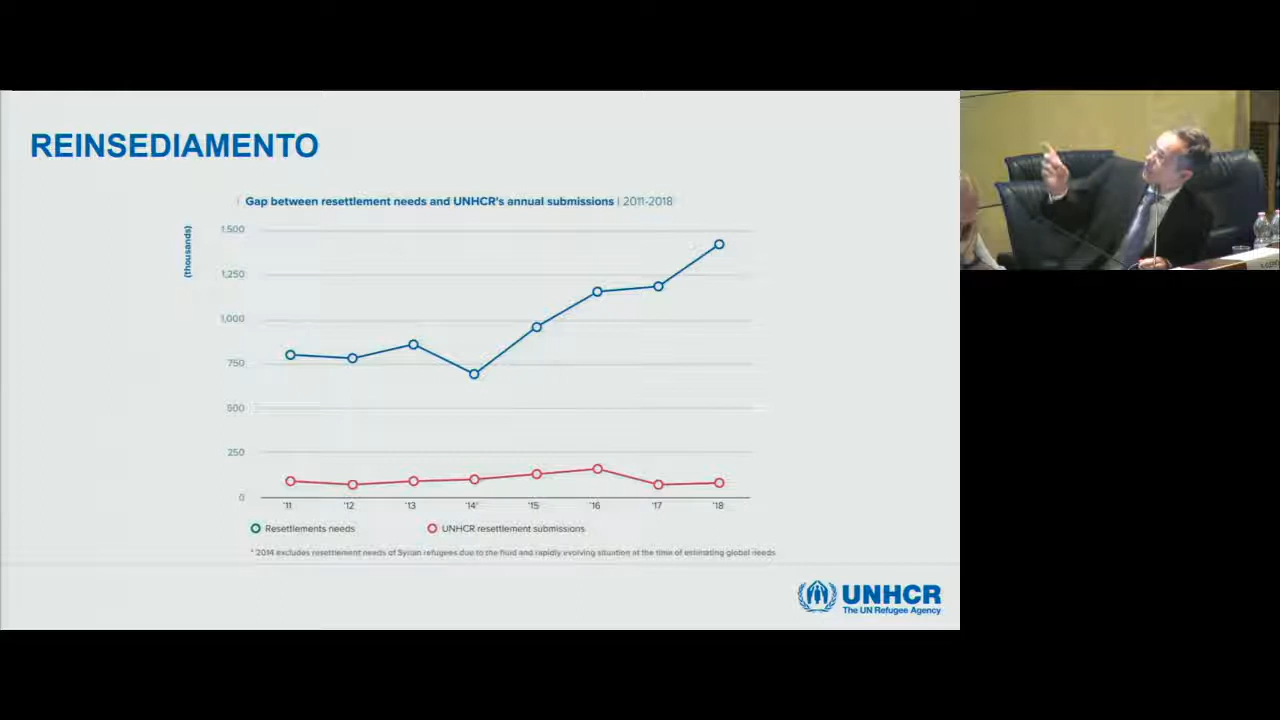 REINSEDIAMENTO
Gap between resettlement needs and UNHCR's annual submissions | 2011-2018
(thousands)
1,500
1,250
1,000
750
500
250
0
'11
'12
'13
'14*
'15
'16
'17
'18
Resettlements needs
UNHCR resettlement submissions
* 2014 excludes resettlement needs of Syrian refugees due to the fluid and rapidly evolving situation at the time of estimating global needs
UNHCR
The UN Refugee Agency